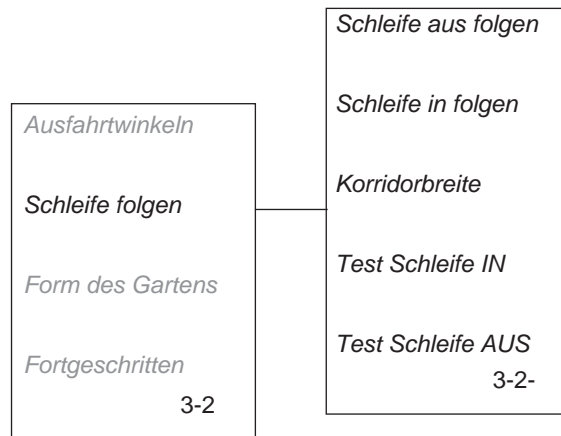 Ausfahrtwinkeln
Schleife folgen
Form des Gartens
Fortgeschritten
3-2
Schleife aus folgen
Schleife in folgen
Korridorbreite
Test Schleife IN
Test Schleife AUS
3-2-